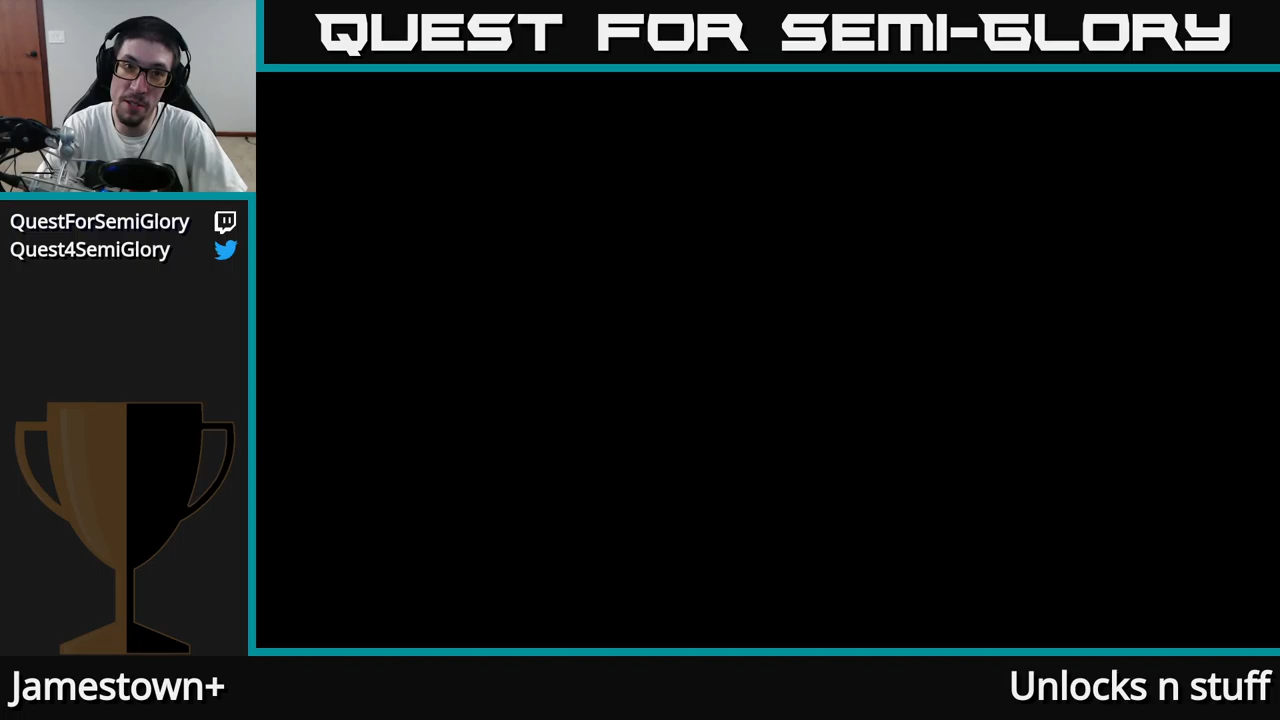 QUEST FOR SEMI-GLORY
QuestForSemiGlory
Quest4SemiGlory
Jamestown+
Unlocks n stuff